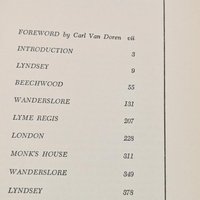 FOREWORD by Carl Van Doren vii
INTRODUCTION 3
LYNDSEY 9
BEECHWOOD 55
WANDERSLORE 131
LYME REGIS 207
LONDON 228
MONK'S HOUSE 311
WANDERSLORE 349
LYNDSEY 378